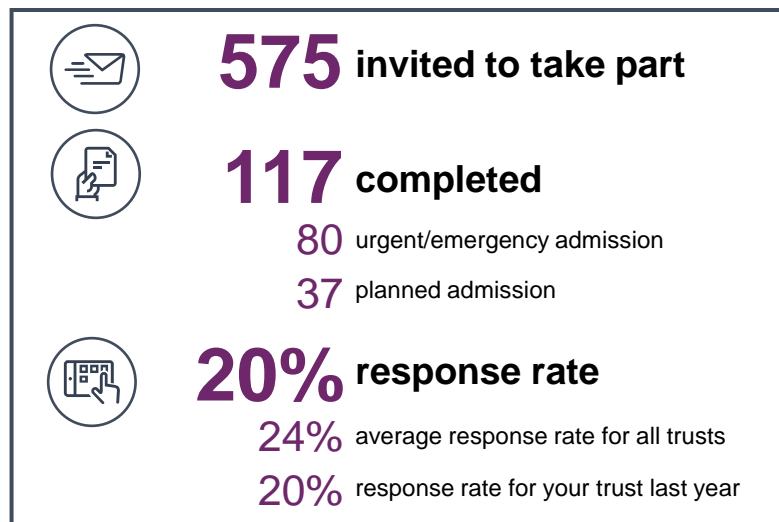 575 invited to take part
117 completed
80 urgent/emergency admission
37 planned admission
20% response rate
24% average response rate for all trusts
20% response rate for your trust last year